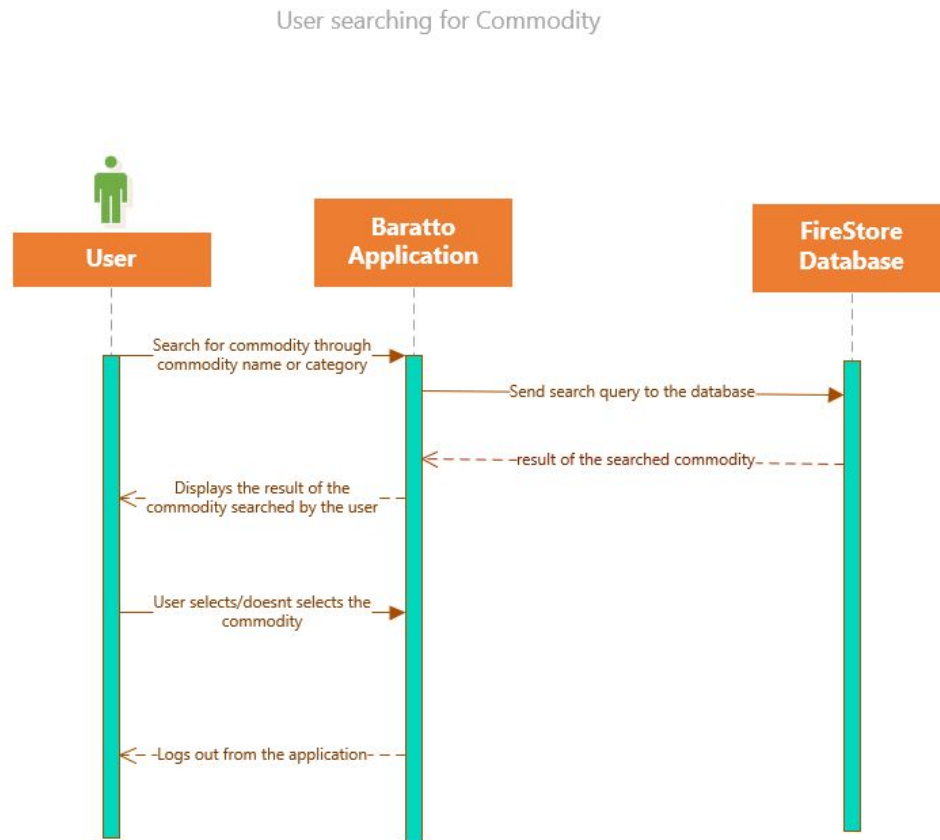 User searching for Commodity
User
Baratto
Application
FireStore
Database
Search for commodity through
commodity name or category
Send search query to the database
result of the searched commodity
Displays the result of the
commodity searched by the user
User selects/doesnt selects the
commodity
Logs out from the application